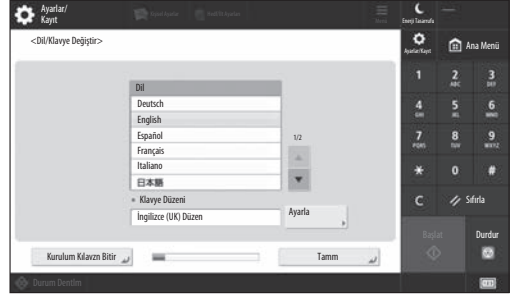 Ayarlar/
Kayıt
Enerji Tasarrufu
<Dil/Klavye Değiştir>
Ayarlar/Kayıt
Ana Menü
Dil
Deutsch
English
Español
Français
Italiano
日本語
1/2
Klavye Düzeni
İngilizce (UK) Düzen
Ayarla
Kurulum Kılavzn Bitir
Tamm
1
2
ABC
3
DEF
4
GHI
5
JKL
6
MNO
7
PQRS
8
TUV
9
WXYZ
*
0
#
C
Sıfırla
Başlat
Durdur
Durum Dentlm